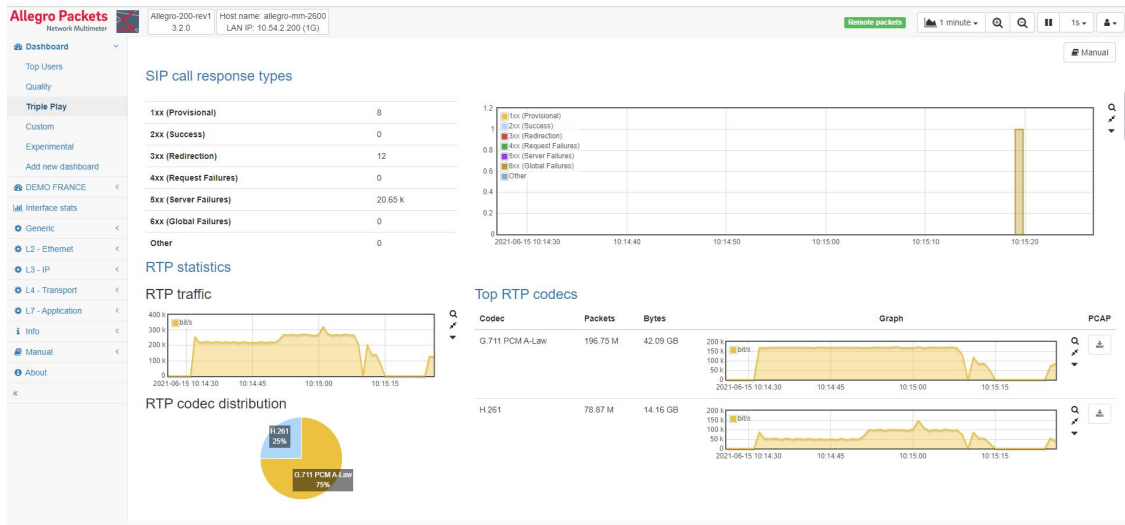 Allegro Packets
Network Multimeter
Allegro-200-rev1
3.2.0
Host name: allegro-mm-2600
LAN IP: 10.54.2.200 (1G)
Remote packets
1 minute
1s
Dashboard
Top Users
Quality
Triple Play
Custom
Experimental
Add new dashboard
DEMO FRANCE
Interface stats
Generic
L2 - Ethernet
L3 - IP
L4 - Transport
L7 - Application
Info
Manual
About
«
Manual
SIP call response types
1xx (Provisional) 8
2xx (Success) 0
3xx (Redirection) 12
4xx (Request Failures) 0
5xx (Server Failures) 20.65 k
6xx (Global Failures) 0
Other 0
1.2
1
0.8
0.6
0.4
0.2
0
1xx (Provisional)
2xx (Success)
3xx (Redirection)
4xx (Request Failures)
5xx (Server Failures)
6xx (Global Failures)
Other
2021-06-15 10:14:30 10:14:40 10:14:50 10:15:00 10:15:10 10:15:20
RTP statistics
RTP traffic
400 k
300 k
200 k
100 k
0
bit/s
2021-06-15 10:14:30 10:14:45 10:15:00 10:15:15
RTP codec distribution
H.261
25%
G.711 PCM A-Law
75%
Top RTP codecs
Codec Packets Bytes Graph PCAP
G.711 PCM A-Law 196.75 M 42.09 GB
200 k
150 k
100 k
50 k
0
bit/s
2021-06-15 10:14:30 10:14:45 10:15:00 10:15:15
H.261 78.87 M 14.16 GB
200 k
150 k
100 k
50 k
0
bit/s
2021-06-15 10:14:30 10:14:45 10:15:00 10:15:15